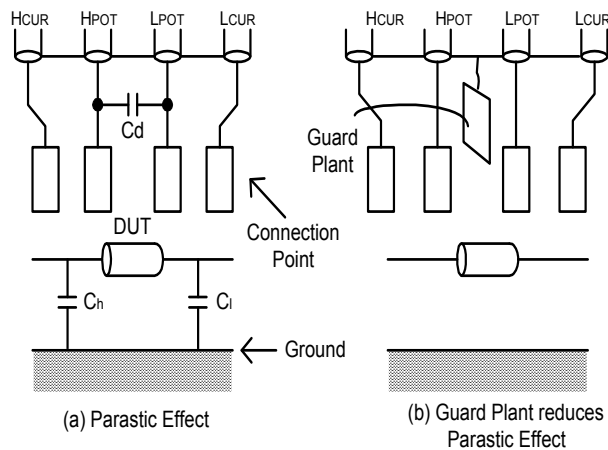 HCUR HPOT LPOT LCUR
HCUR HPOT LPOT LCUR
Cd
Guard
Plant
DUT
Connection
Point
Ch
Cl
Ground
(a) Parastic Effect
(b) Guard Plant reduces
Parastic Effect